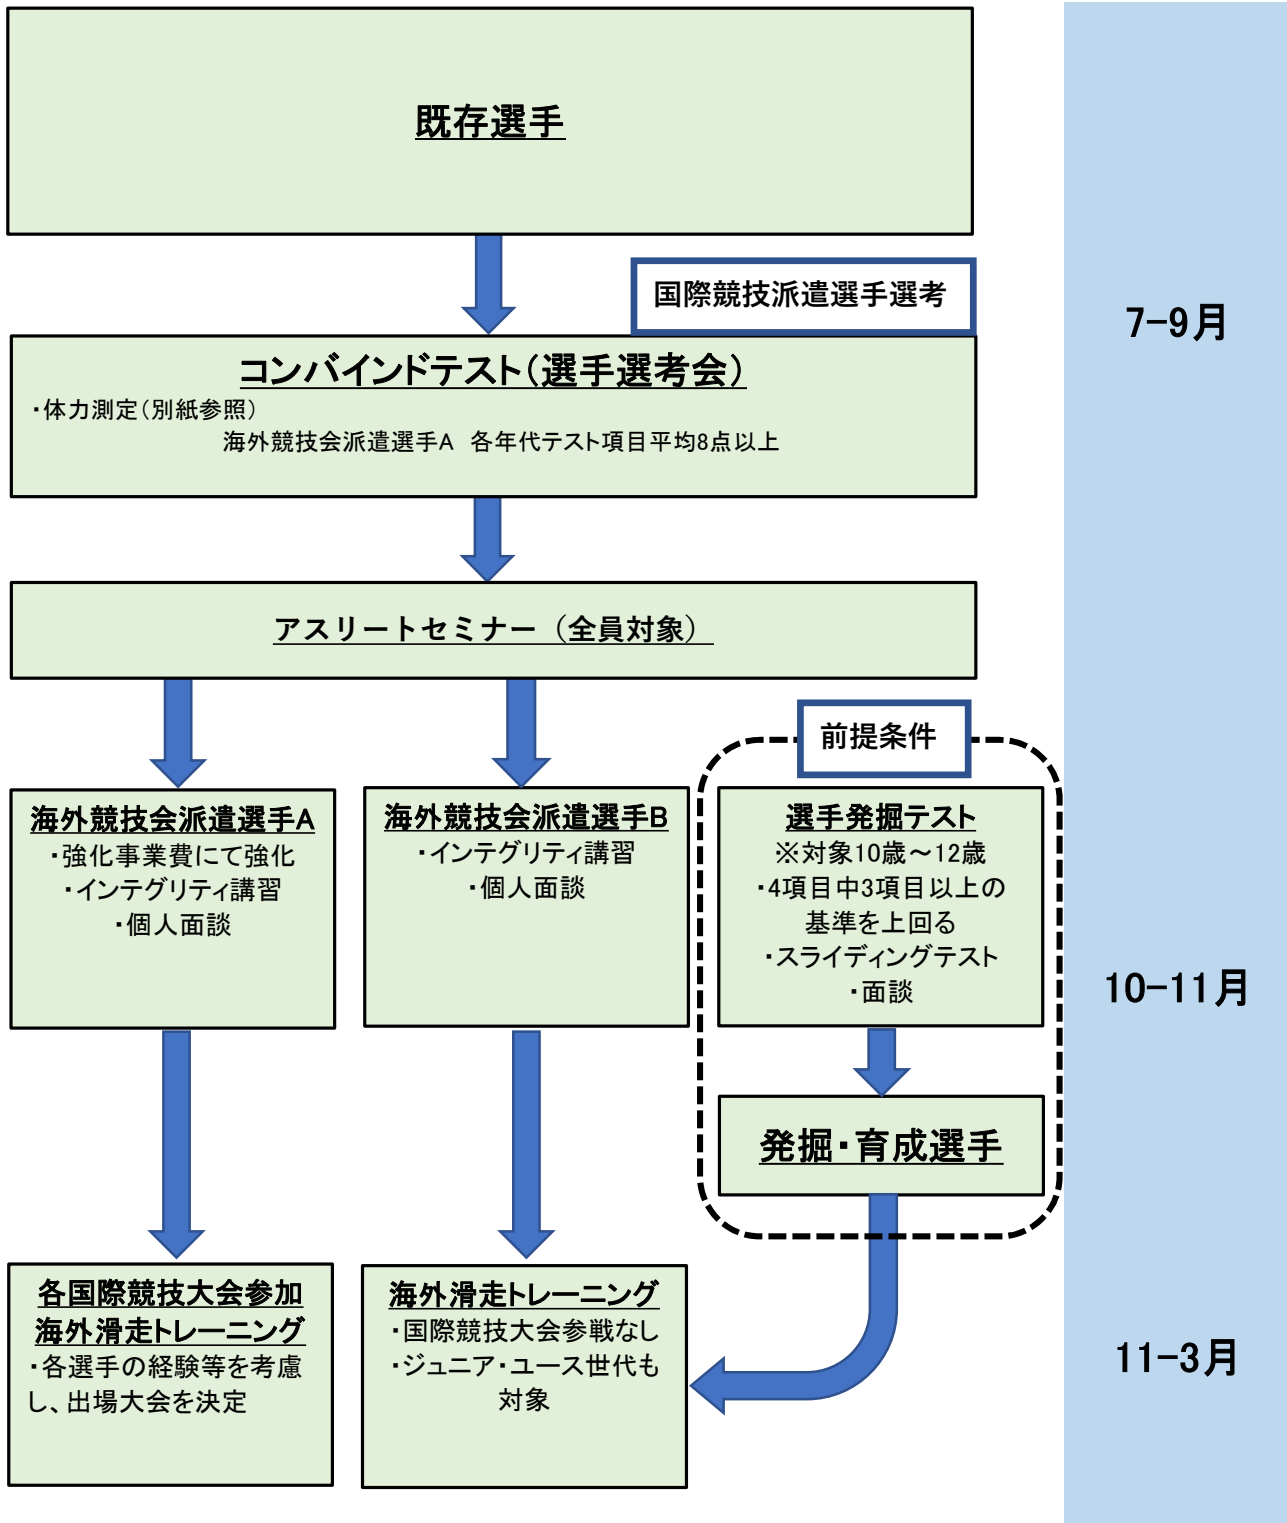 既存選手
国際競技派遣選手選考
7-9月
コンバインドテスト(選手選考会)
・体力測定(別紙参照)
海外競技会派遣選手A　各年代テスト項目平均8点以上
アスリートセミナー（全員対象）
前提条件
海外競技会派遣選手A
・強化事業費にて強化
・インテグリティ講習
・個人面談
海外競技会派遣選手B
・インテグリティ講習
・個人面談
選手発掘テスト
※対象10歳～12歳
・4項目中3項目以上の
基準を上回る
・スライディングテスト
・面談
10-11月
発掘・育成選手
各国際競技大会参加
海外滑走トレーニング
・各選手の経験等を考慮
し、出場大会を決定
海外滑走トレーニング
・国際競技大会参戦なし
・ジュニア・ユース世代も
対象
11-3月